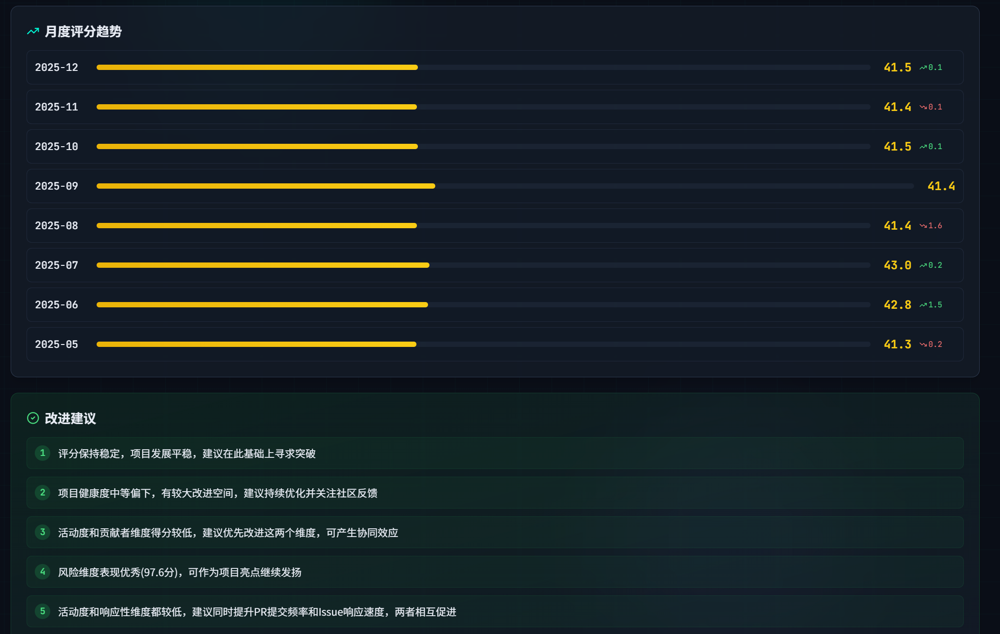 月度评分趋势
2025-12 41.5 0.1
2025-11 41.4 0.1
2025-10 41.5 0.1
2025-09 41.4
2025-08 41.4 1.6
2025-07 43.0 0.2
2025-06 42.8 1.5
2025-05 41.3 0.2
改进建议
1 评分保持稳定，项目发展平稳，建议在此基础上寻求突破
2 项目健康度中等偏下，有较大改进空间，建议持续优化并关注社区反馈
3 活动度和贡献者维度得分较低，建议优先改进这两个维度，可产生协同效应
4 风险维度表现优秀(97.6分)，可作为项目亮点继续发扬
5 活动度和响应性维度都较低，建议同时提升PR提交频率和Issue响应速度，两者相互促进